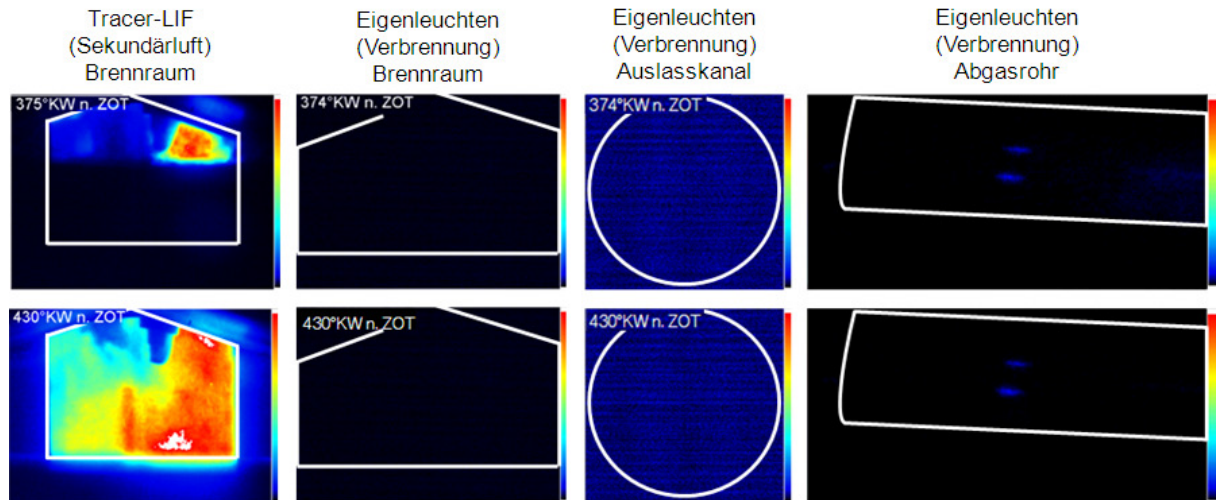 Tracer-LIF
(Sekundärluft)
Brennraum
Eigenleuchten
(Verbrennung)
Brennraum
Eigenleuchten
(Verbrennung)
Auslasskanal
Eigenleuchten
(Verbrennung)
Abgasrohr
375°KW n. ZOT
374°KW n. ZOT
374°KW n. ZOT
430°KW n. ZOT
430°KW n. ZOT
430°KW n. ZOT